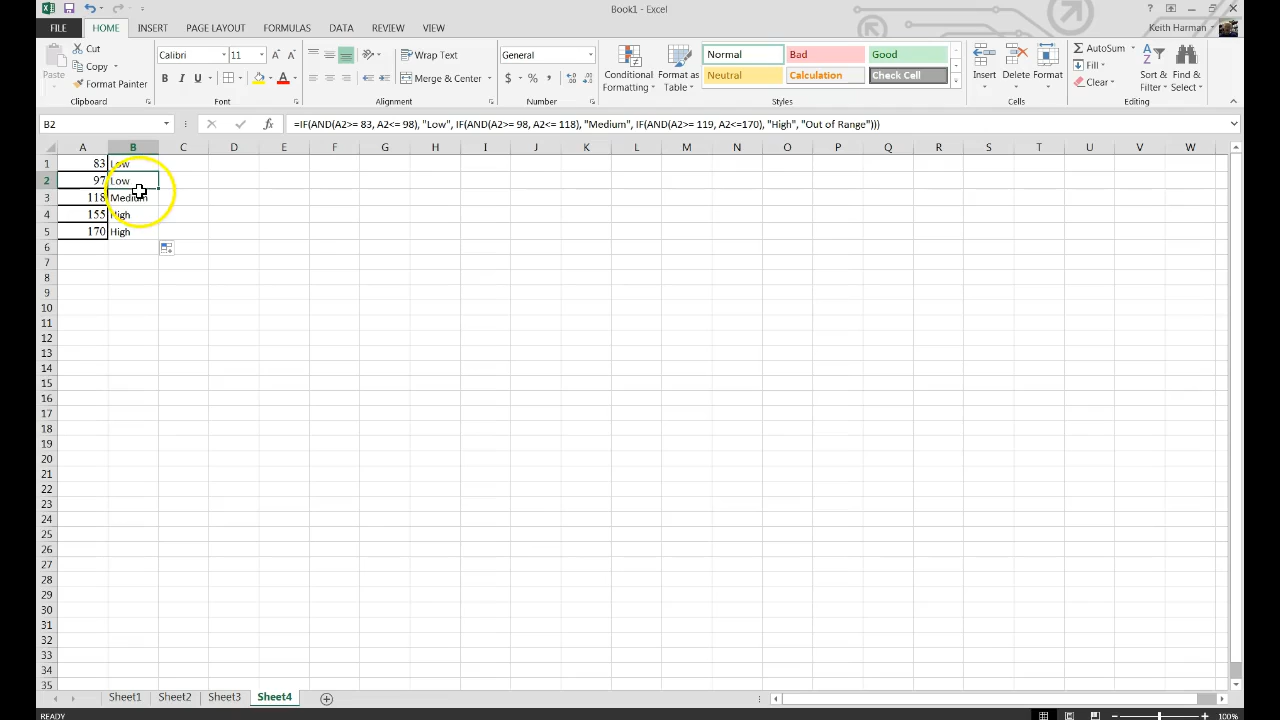 Book1 - Excel
FILE HOME INSERT PAGE LAYOUT FORMULAS DATA REVIEW VIEW Keith Harman
Paste Cut Copy Format Painter Clipboard
Calibri 11 B I U A Font
Wrap Text Merge & Center Alignment
General $ % , Number
Conditional Formatting Format as Table
Normal Bad Good
Neutral Calculation Check Cell
Styles
Insert Delete Format Cells
AutoSum Fill Clear Sort & Filter Find & Select Editing
B2 fx =IF(AND(A2>= 83, A2<= 98), "Low", IF(AND(A2>= 98, A2<= 118), "Medium", IF(AND(A2>= 119, A2<=170), "High", "Out of Range")))
A B C D E F G H I J K L M N O P Q R S T U V W
1 83 Low
2 97 Low
3 118 Medium
4 155 High
5 170 High
6
7
8
9
10
11
12
13
14
15
16
17
18
19
20
21
22
23
24
25
26
27
28
29
30
31
32
33
34
35
Sheet1 Sheet2 Sheet3 Sheet4
READY 100%